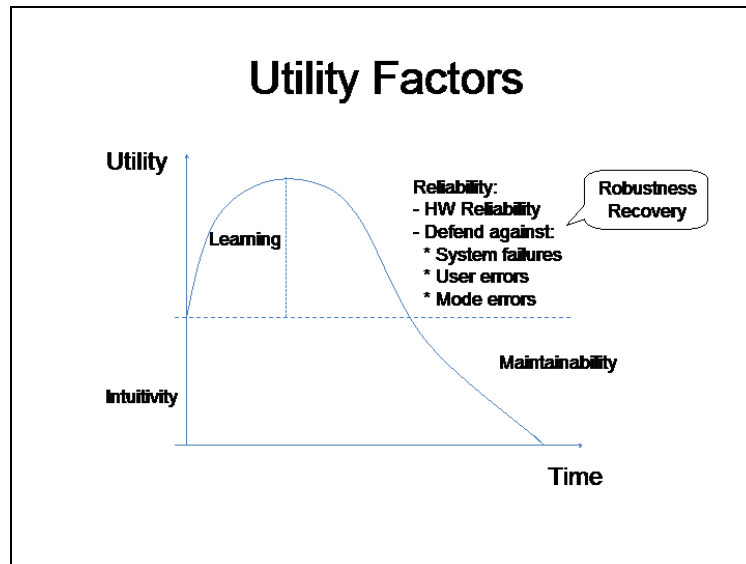 Utility Factors
Utility
Reliability:
- HW Reliability
- Defend against:
* System failures
* User errors
* Mode errors
Robustness
Recovery
Learning
Maintainability
Intuitivity
Time